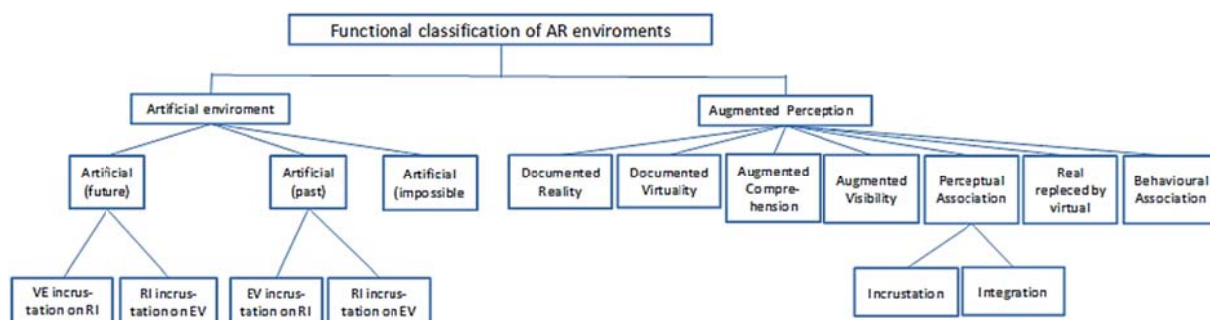 Functional classification of AR enviroments
Artificial enviroment
Augmented Perception
Artificial
(future)
Artificial
(past)
Artificial
(impossible
Documented
Reality
Documented
Virtuality
Augmented
Compre-
hension
Augmented
Visibility
Perceptual
Association
Real
repleced by
virtual
Behavioural
Association
VE incrus-
tation on RI
RI incrus-
tation on EV
EV incrus-
tation on RI
RI incrus-
tation on EV
Incrustation
Integration